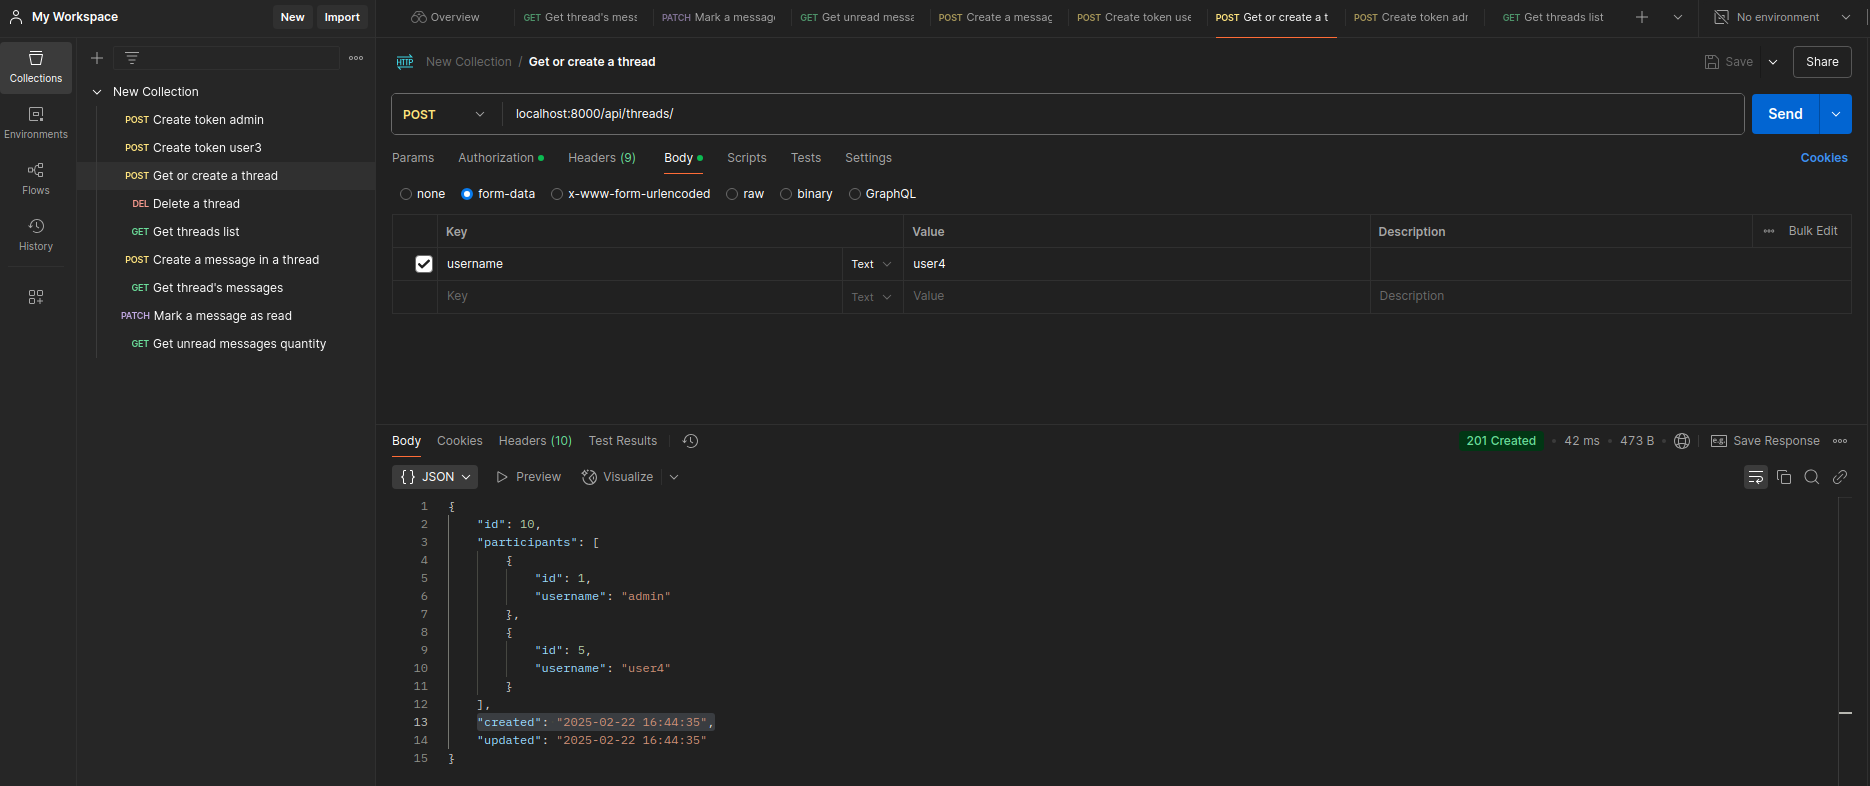 My Workspace
New
Import
Overview
GET Get thread's mess
PATCH Mark a message
GET Get unread messa
POST Create a messag
POST Create token use
POST Get or create a t
POST Create token adr
GET Get threads list
No environment
Collections
Environments
Flows
History
New Collection
POST Create token admin
POST Create token user3
POST Get or create a thread
DEL Delete a thread
GET Get threads list
POST Create a message in a thread
GET Get thread's messages
PATCH Mark a message as read
GET Get unread messages quantity
HTTP New Collection / Get or create a thread
Save
Share
POST localhost:8000/api/threads/
Send
Params Authorization Headers (9) Body Scripts Tests Settings
Cookies
none form-data x-www-form-urlencoded raw binary GraphQL
Key Value Description Bulk Edit
username Text user4
Key Text Value Description
Body Cookies Headers (10) Test Results
201 Created 42 ms 473 B
e.g. Save Response
{} JSON Preview Visualize
1 {
2 "id": 10,
3 "participants": [
4 {
5 "id": 1,
6 "username": "admin"
7 },
8 {
9 "id": 5,
10 "username": "user4"
11 }
12 ],
13 "created": "2025-02-22 16:44:35",
14 "updated": "2025-02-22 16:44:35"
15 }